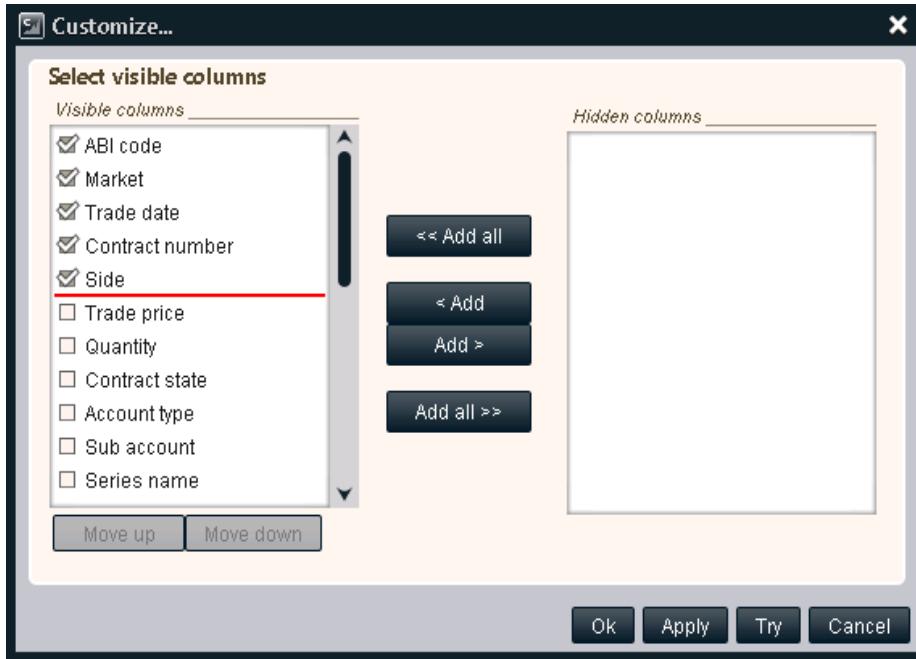 Customize...
Select visible columns
Visible columns
Hidden columns
ABI code
Market
Trade date
Contract number
Side
Trade price
Quantity
Contract state
Account type
Sub account
Series name
<< Add all
< Add
Add >
Add all >>
Move up
Move down
Ok
Apply
Try
Cancel